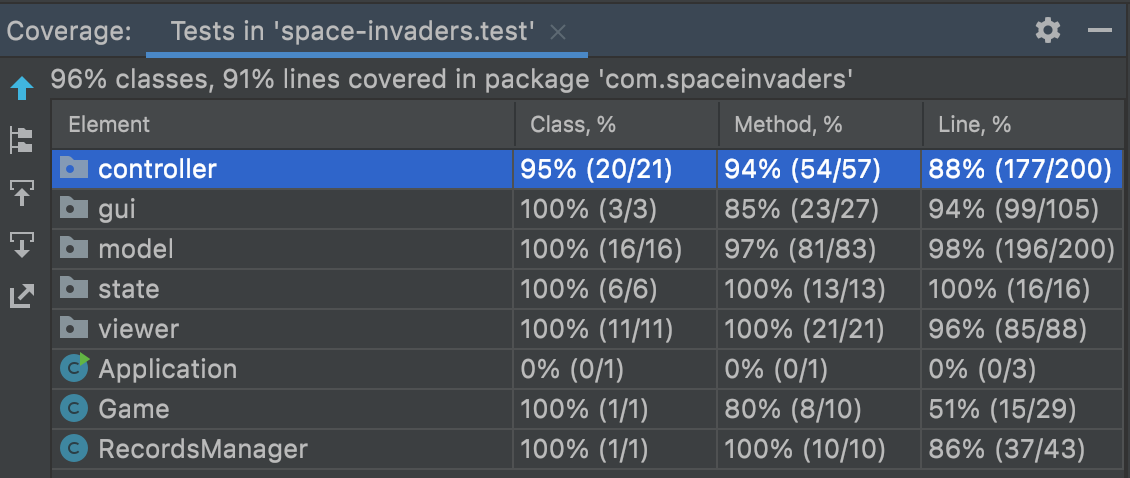 Coverage: Tests in 'space-invaders.test'
96% classes, 91% lines covered in package 'com.spaceinvaders'
Element Class, % Method, % Line, %
controller 95% (20/21) 94% (54/57) 88% (177/200)
gui 100% (3/3) 85% (23/27) 94% (99/105)
model 100% (16/16) 97% (81/83) 98% (196/200)
state 100% (6/6) 100% (13/13) 100% (16/16)
viewer 100% (11/11) 100% (21/21) 96% (85/88)
C Application 0% (0/1) 0% (0/1) 0% (0/3)
C Game 100% (1/1) 80% (8/10) 51% (15/29)
C RecordsManager 100% (1/1) 100% (10/10) 86% (37/43)